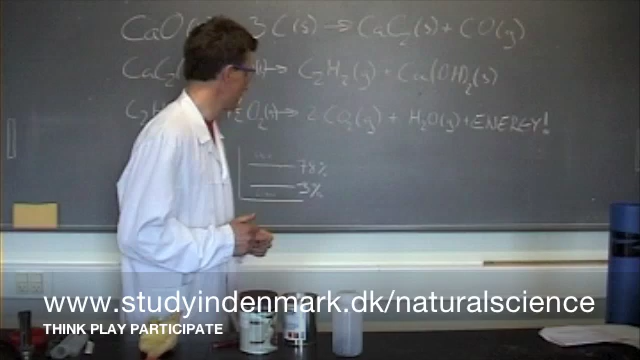 CaO(s) 3C(s) → CaC₂(s) + CO(g)
CaC₂( → C₂H₂(g) + Ca(OH)₂(s)
O₂( → 2CO₂(g) + H₂O(g) + ENERGY!
78%
3%
www.studyindenmark.dk/naturalscience
THINK PLAY PARTICIPATE